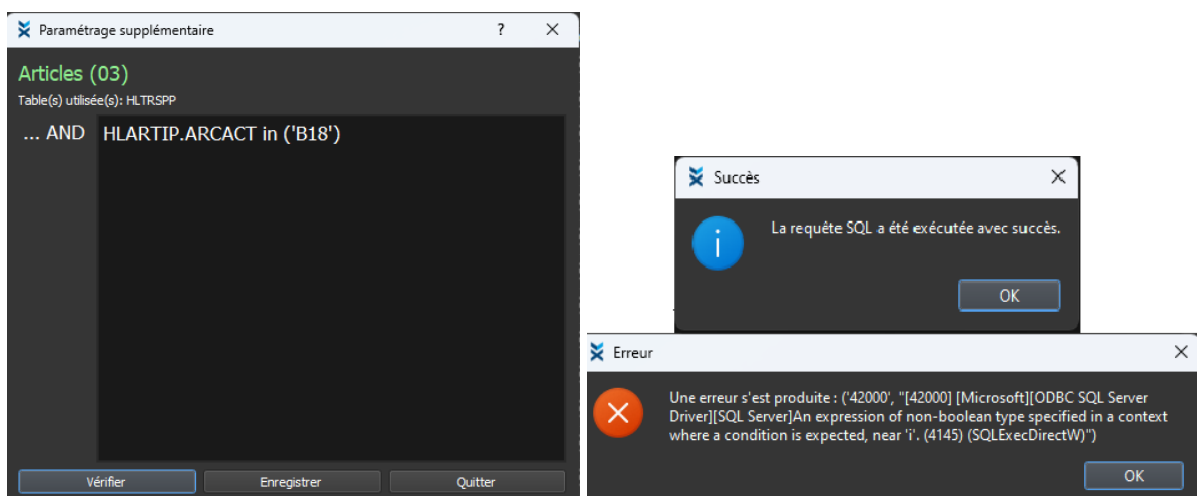 Paramétrage supplémentaire
?
Articles (03)
Table(s) utilisée(s): HLTRSPP
... AND
HLARTIP.ARCACT in ('B18')
Vérifier
Enregistrer
Quitter
Succès
La requête SQL a été exécutée avec succès.
OK
Erreur
Une erreur s'est produite : ('42000', "[42000] [Microsoft][ODBC SQL Server
Driver][SQL Server]An expression of non-boolean type specified in a context
where a condition is expected, near 'i'. (4145) (SQLExecDirectW)")
OK